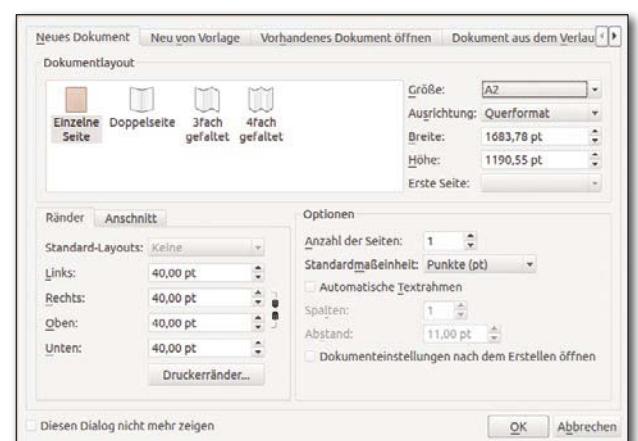 Neues Dokument Neu von Vorlage Vorhandenes Dokument öffnen Dokument aus dem Verlau
Dokumentlayout
Einzelne Seite
Doppelseite
3fach gefaltet
4fach gefaltet
Größe: A2
Ausrichtung: Querformat
Breite: 1683,78 pt
Höhe: 1190,55 pt
Erste Seite:
Ränder Anschnitt
Standard-Layouts: Keine
Links: 40,00 pt
Rechts: 40,00 pt
Oben: 40,00 pt
Unten: 40,00 pt
Druckerränder...
Optionen
Anzahl der Seiten: 1
Standardmaßeinheit: Punkte (pt)
Automatische Textrahmen
Spalten: 1
Abstand: 11,00 pt
Dokumenteinstellungen nach dem Erstellen öffnen
Diesen Dialog nicht mehr zeigen
OK Abbrechen